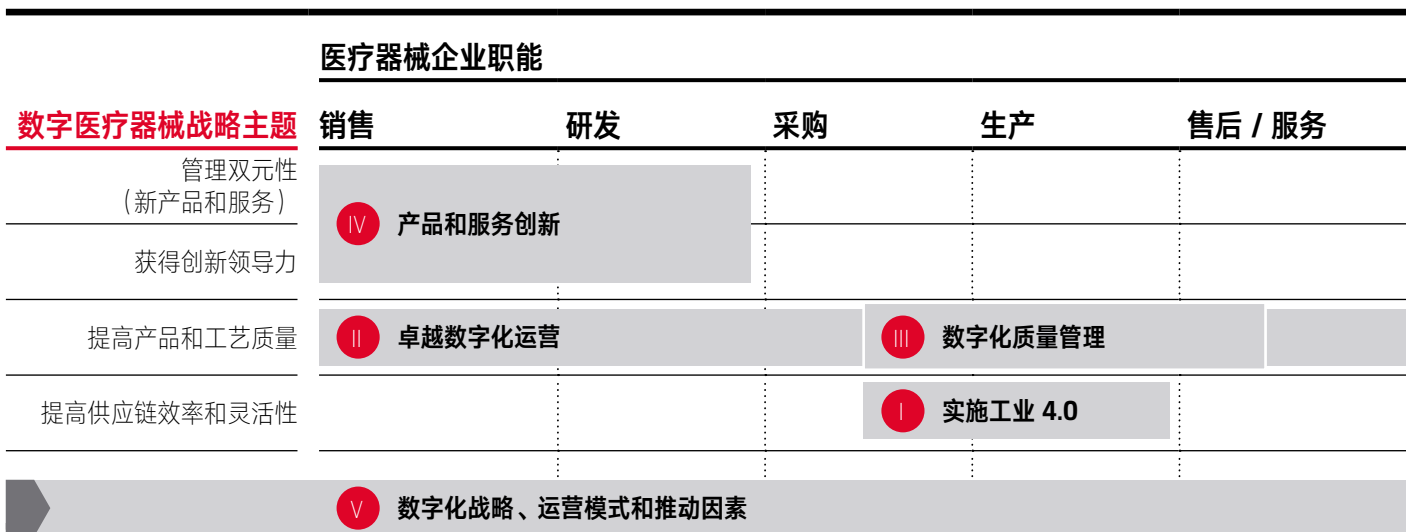 医疗器械企业职能
数字医疗器械战略主题 销售 研发 采购 生产 售后 / 服务
管理双元性
（新产品和服务）
IV 产品和服务创新
获得创新领导力
提高产品和工艺质量 II 卓越数字化运营 III 数字化质量管理
提高供应链效率和灵活性 I 实施工业 4.0
V 数字化战略、运营模式和推动因素